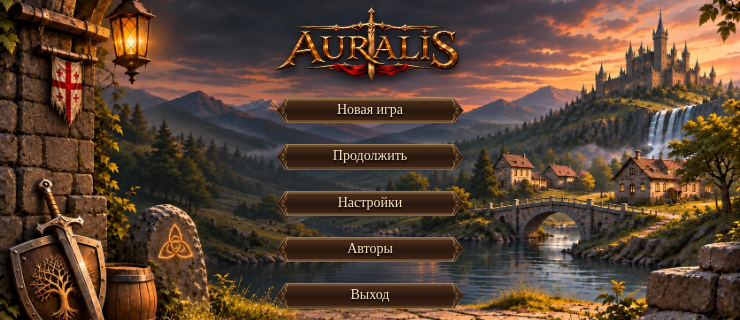 AURALIS
Новая игра
Продолжить
Настройки
Авторы
Выход